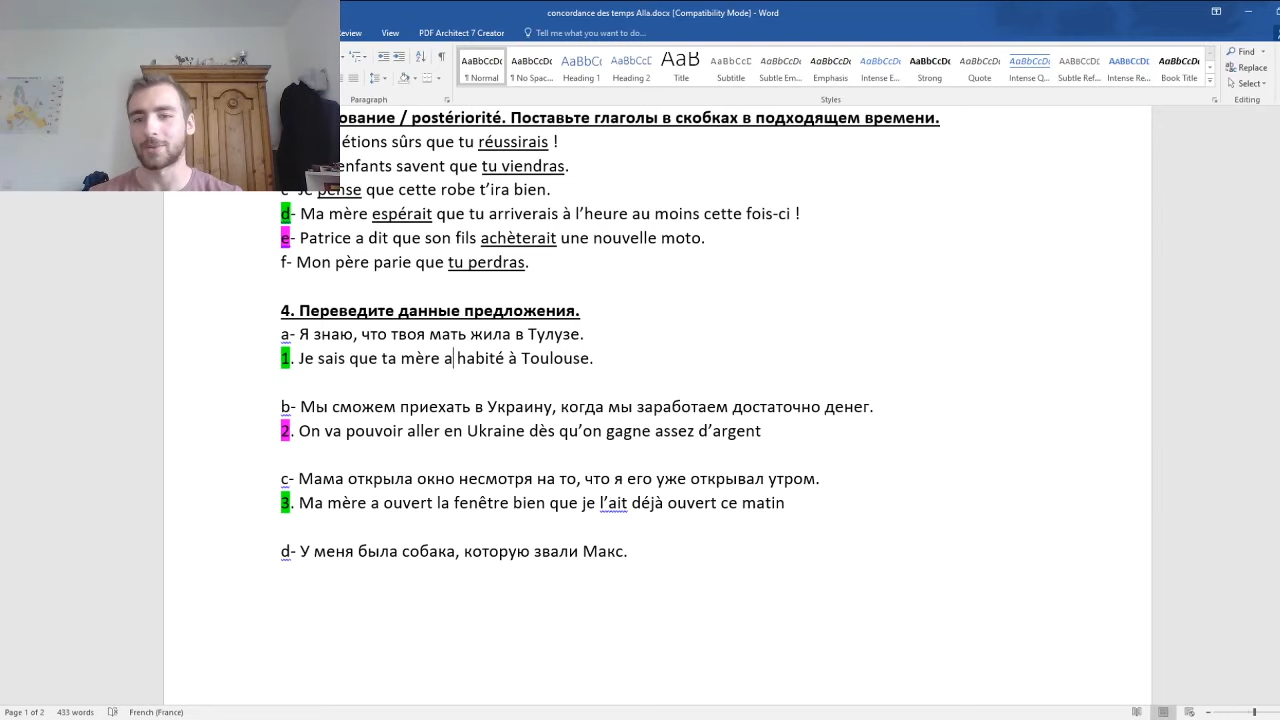 concordance des temps Alla.docx [Compatibility Mode] - Word
Review View PDF Architect 7 Creator Tell me what you want to do...
AaBbCcDc AaBbCcDc AaBbCc AaBbCcE AaB AaBbCcE AaBbCcDc AaBbCcDc AaBbCcDc AaBbCcDc AaBbCcDc AaBbCcDc AaBbCcDc AaBbCcDc AaBbCcDc
¶ Normal ¶ No Spac... Heading 1 Heading 2 Title Subtitle Subtle Em... Emphasis Intense E... Strong Quote Intense Q... Subtle Ref... Intense Re... Book Title
Find
Replace
Select
Paragraph Styles Editing
ование / postériorité. Поставьте глаголы в скобках в подходящем времени.
étions sûrs que tu réussirais !
enfants savent que tu viendras.
c- Je pense que cette robe t’ira bien.
d- Ma mère espérait que tu arriverais à l’heure au moins cette fois-ci !
e- Patrice a dit que son fils achèterait une nouvelle moto.
f- Mon père parie que tu perdras.
4. Переведите данные предложения.
a- Я знаю, что твоя мать жила в Тулузе.
1. Je sais que ta mère a habité à Toulouse.
b- Мы сможем приехать в Украину, когда мы заработаем достаточно денег.
2. On va pouvoir aller en Ukraine dès qu’on gagne assez d’argent
c- Мама открыла окно несмотря на то, что я его уже открывал утром.
3. Ma mère a ouvert la fenêtre bien que je l’ait déjà ouvert ce matin
d- У меня была собака, которую звали Макс.
Page 1 of 2 433 words French (France)